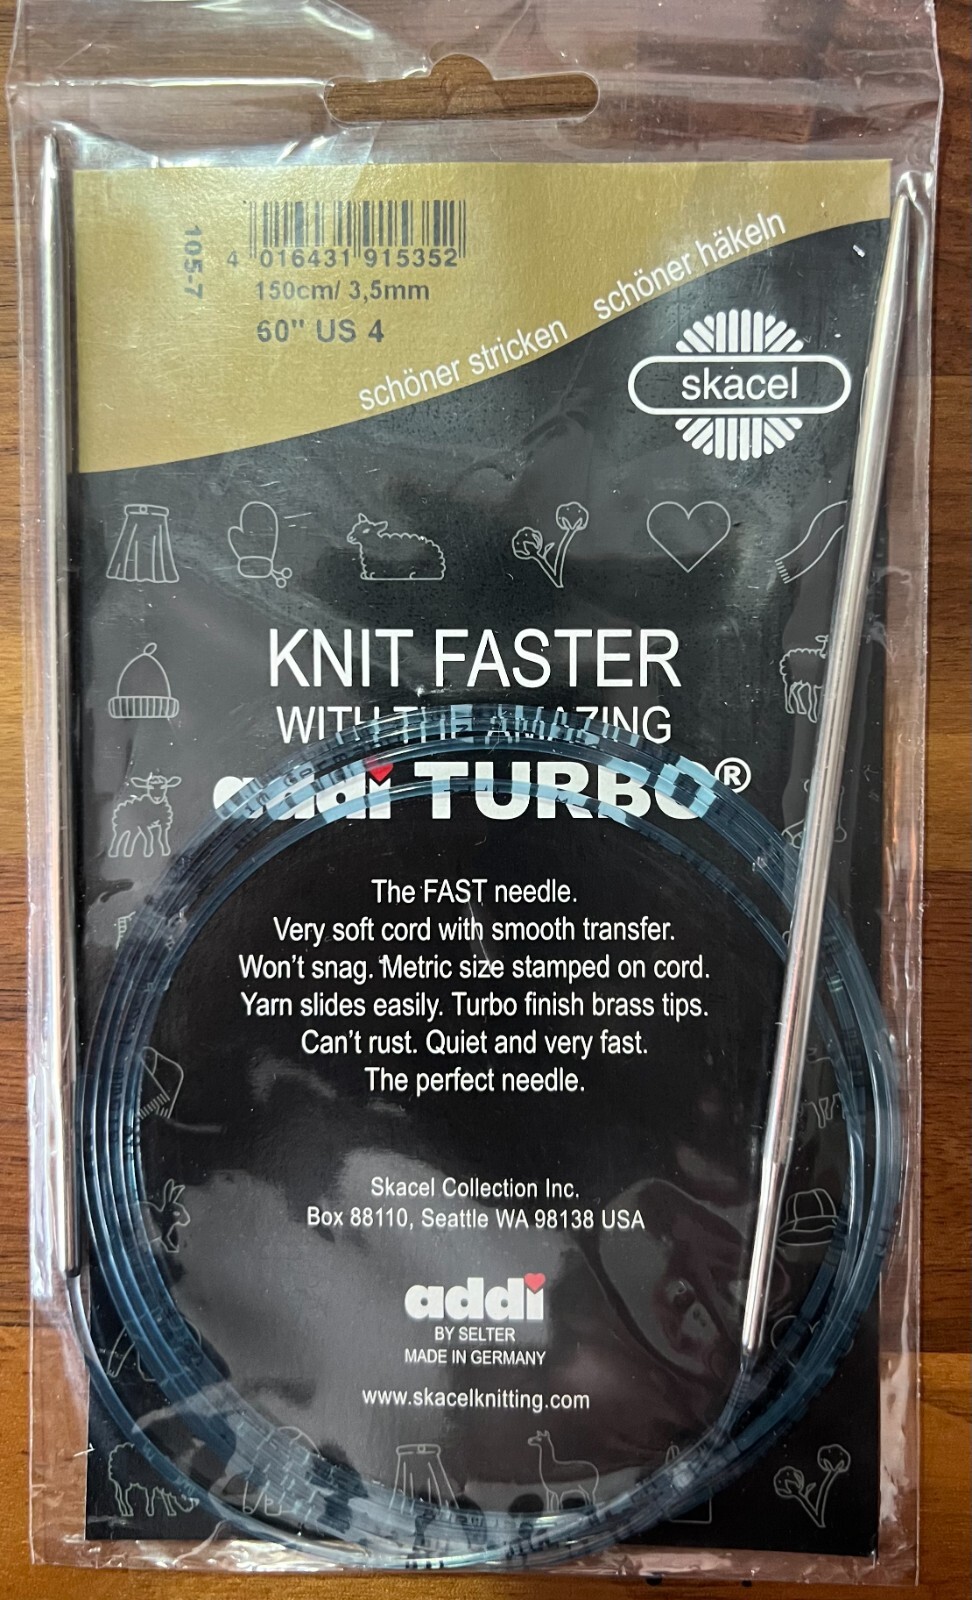 105-7
4 016431 915352
150cm/ 3,5mm
60" US 4
schöner stricken schöner häkeln
skacel
KNIT FASTER
WITH THE AMAZING
addi TURBO®
The FAST needle.
Very soft cord with smooth transfer.
Won't snag. Metric size stamped on cord.
Yarn slides easily. Turbo finish brass tips.
Can't rust. Quiet and very fast.
The perfect needle.
Skacel Collection Inc.
Box 88110, Seattle WA 98138 USA
addi
BY SELTER
MADE IN GERMANY
www.skacelknitting.com